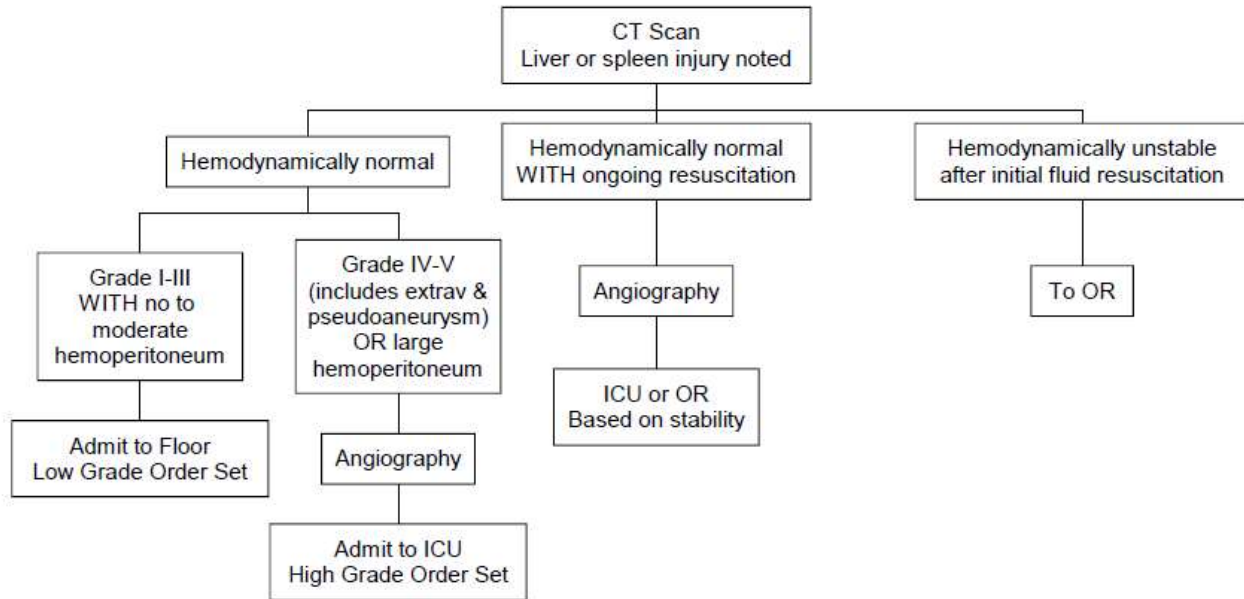 CT Scan
Liver or spleen injury noted
Hemodynamically normal
Hemodynamically normal
WITH ongoing resuscitation
Hemodynamically unstable
after initial fluid resuscitation
Grade I-III
WITH no to
moderate
hemoperitoneum
Grade IV-V
(includes extrav &
pseudoaneurysm)
OR large
hemoperitoneum
Angiography
To OR
ICU or OR
Based on stability
Admit to Floor
Low Grade Order Set
Angiography
Admit to ICU
High Grade Order Set